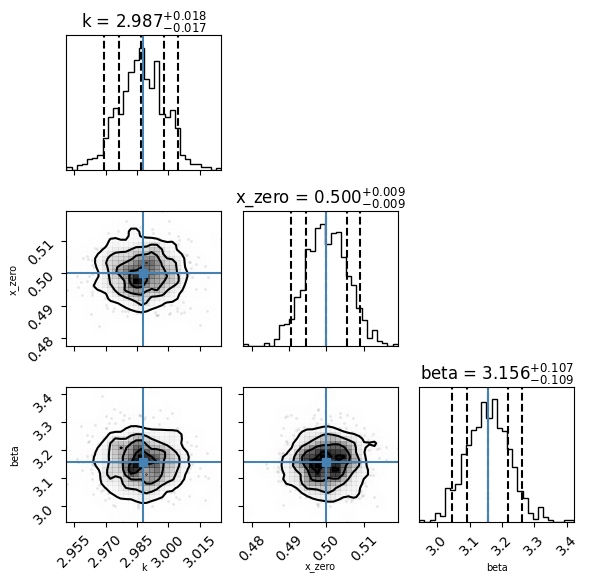 k = 2.987+0.018−0.017
x_zero = 0.500+0.009−0.009
x_zero
0.51
0.50
0.49
0.48
beta = 3.156+0.107−0.109
beta
3.4
3.3
3.2
3.1
3.0
2.955 2.970 2.985 3.000 3.015
k
0.48 0.49 0.50 0.51
x_zero
3.0 3.1 3.2 3.3 3.4
beta